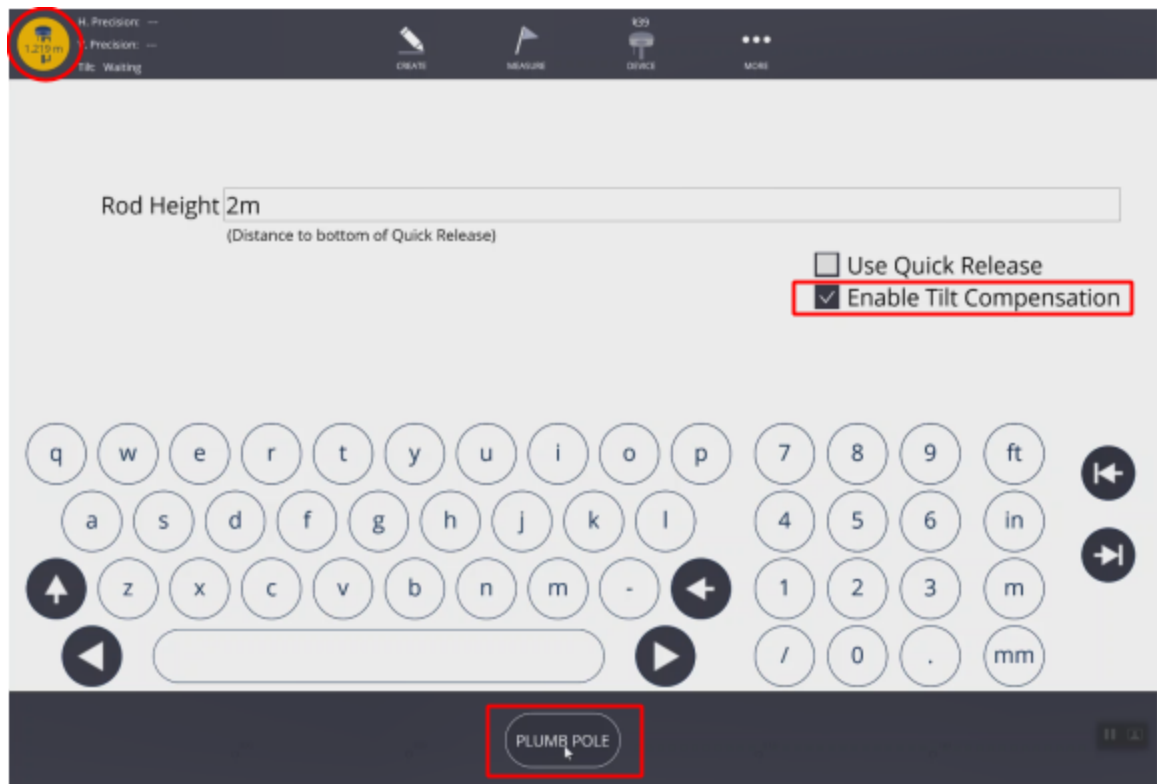 H. Precision: ---
V. Precision: ---
Tilt: Waiting
1.219 m
CREATE
MEASURE
DEVICE
MORE
Rod Height 2m
(Distance to bottom of Quick Release)
Use Quick Release
Enable Tilt Compensation
q w e r t y u i o p 7 8 9 ft
a s d f g h j k l 4 5 6 in
z x c v b n m - 1 2 3 m
/ 0 . mm
PLUMB POLE